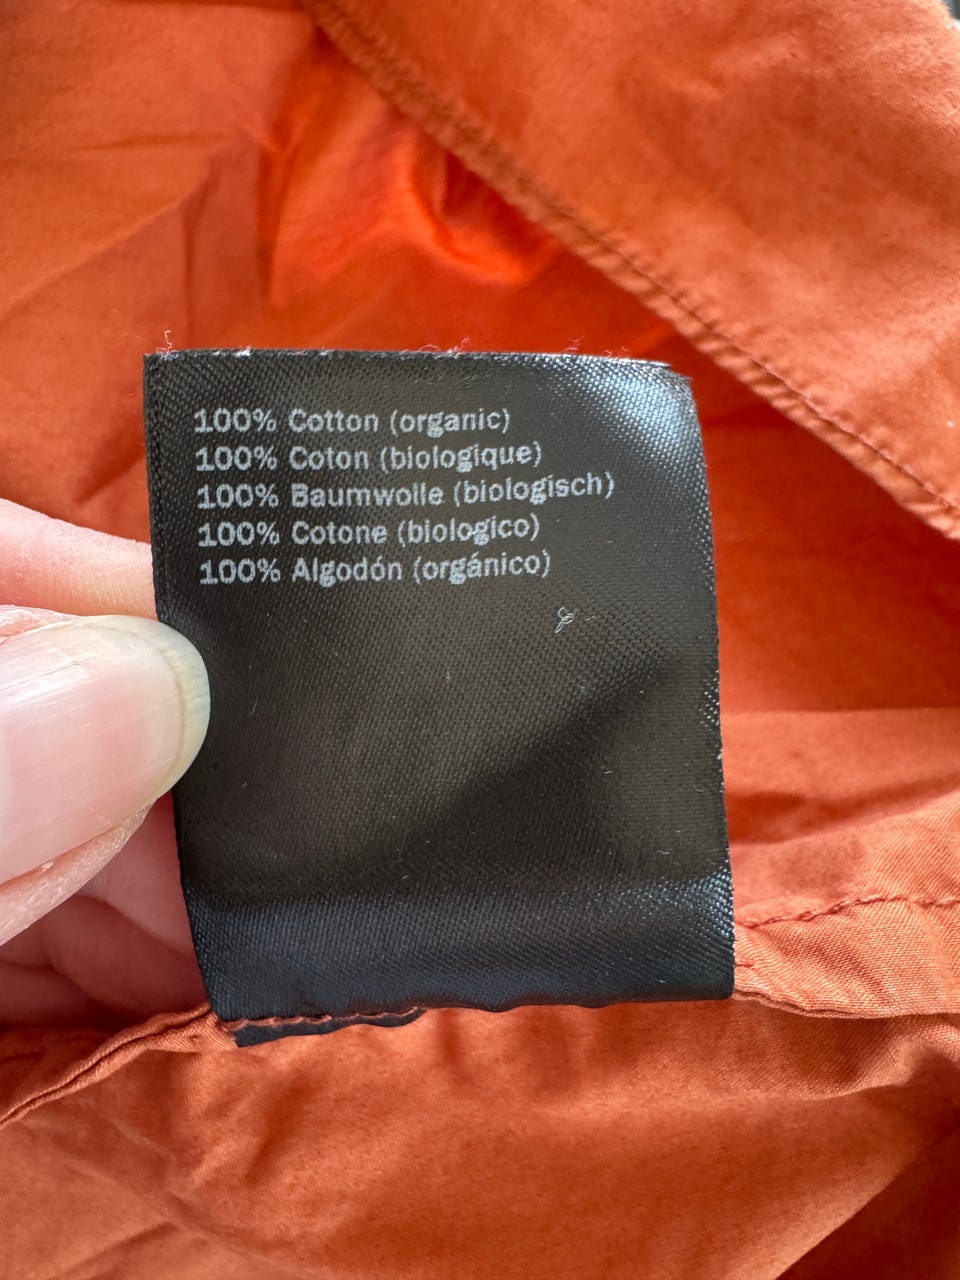 100% Cotton (organic)
100% Coton (biologique)
100% Baumwolle (biologisch)
100% Cotone (biologico)
100% Algodón (orgánico)